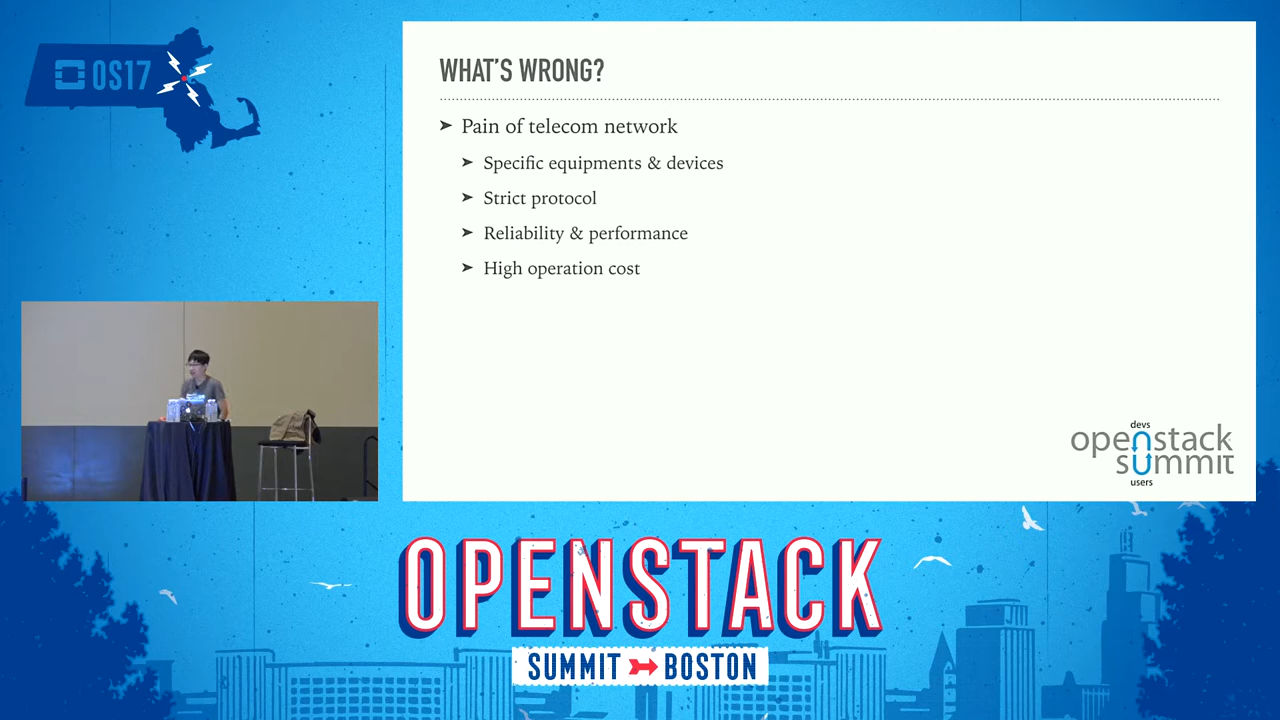 OS17
WHAT'S WRONG?
➤ Pain of telecom network
➤ Specific equipments & devices
➤ Strict protocol
➤ Reliability & performance
➤ High operation cost
devs
openstack
summit
users
OPENSTACK
SUMMIT BOSTON